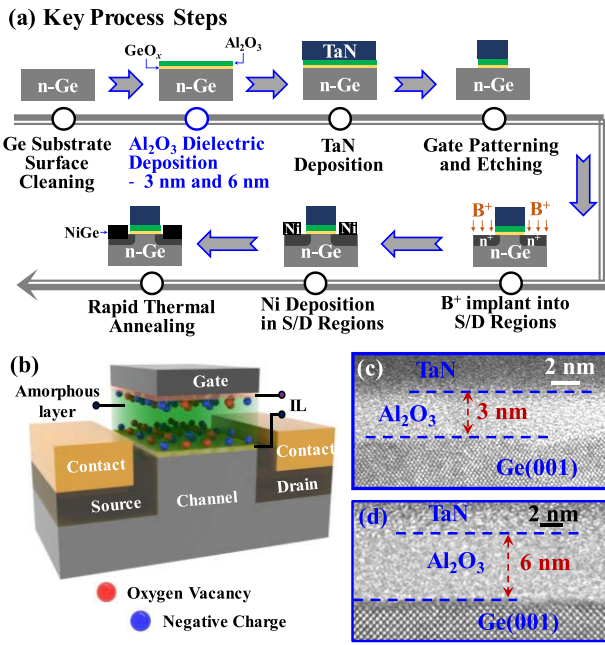 (a) Key Process Steps
GeOₓ
Al₂O₃
TaN
n-Ge
n-Ge
n-Ge
n-Ge
Ge Substrate
Surface
Cleaning
Al₂O₃ Dielectric
Deposition
- 3 nm and 6 nm
TaN
Deposition
Gate Patterning
and Etching
NiGe
n-Ge
Ni
Ni
n-Ge
B⁺
B⁺
n⁺
n⁺
n-Ge
Rapid Thermal
Annealing
Ni Deposition
in S/D Regions
B⁺ implant into
S/D Regions
(b)
Amorphous
layer
Gate
IL
Contact
Contact
Source
Channel
Drain
Oxygen Vacancy
Negative Charge
(c)
TaN
2 nm
Al₂O₃
3 nm
Ge(001)
(d)
TaN
2 nm
Al₂O₃
6 nm
Ge(001)